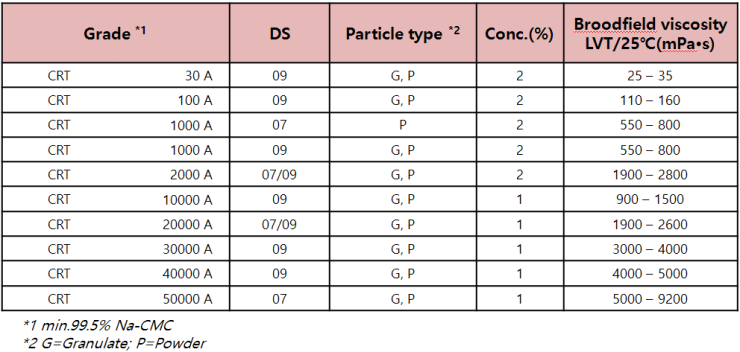 Grade *1 DS Particle type *2 Conc.(%) Broodfield viscosity
LVT/25℃(mPa•s)
CRT 30 A 09 G, P 2 25 – 35
CRT 100 A 09 G, P 2 110 – 160
CRT 1000 A 07 P 2 550 – 800
CRT 1000 A 09 G, P 2 550 – 800
CRT 2000 A 07/09 G, P 2 1900 – 2800
CRT 10000 A 09 G, P 1 900 – 1500
CRT 20000 A 07/09 G, P 1 1900 – 2600
CRT 30000 A 09 G, P 1 3000 – 4000
CRT 40000 A 09 G, P 1 4000 – 5000
CRT 50000 A 07 G, P 1 5000 – 9200
*1 min.99.5% Na-CMC
*2 G=Granulate; P=Powder